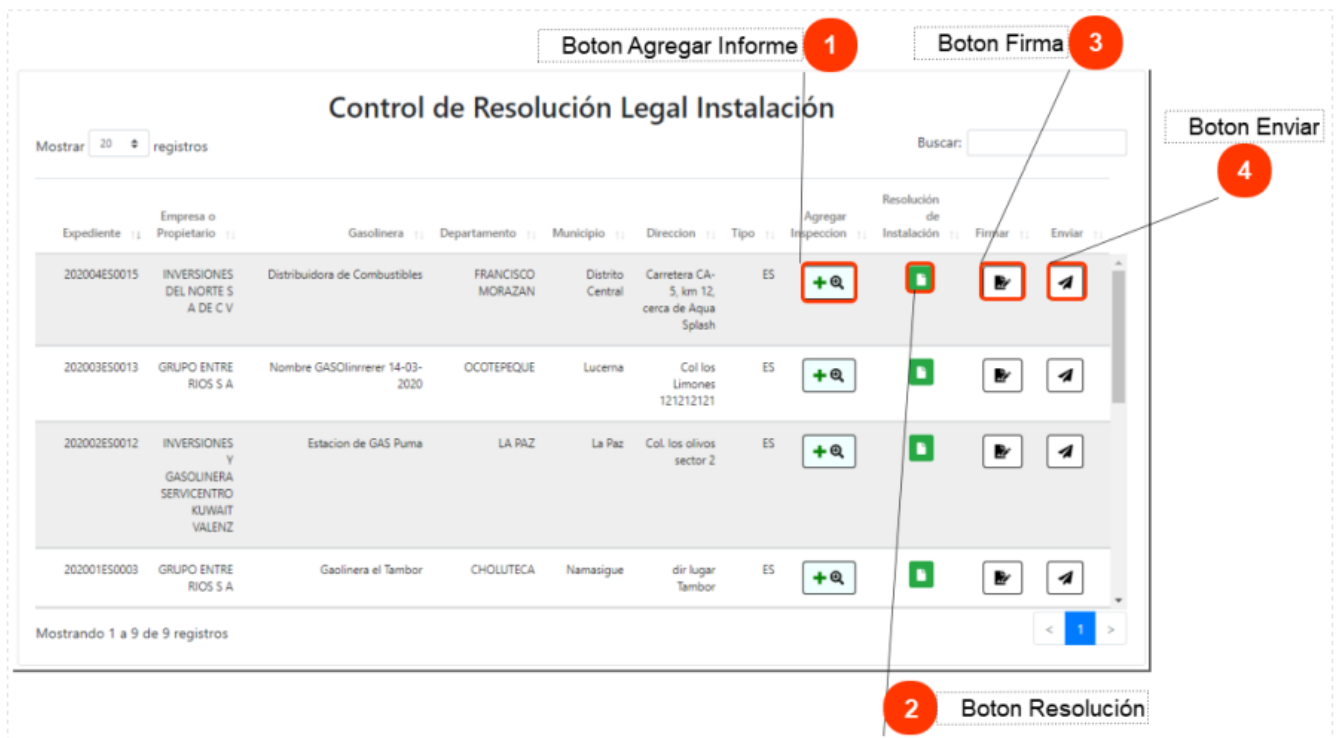 Boton Agregar Informe 1
Boton Firma 3
Control de Resolución Legal Instalación
Boton Enviar
4
Mostrar 20 registros
Buscar:
Expediente
Empresa o
Propietario
Gasolinera
Departamento
Municipio
Direccion
Tipo
Agregar
Inspeccion
Resolución
de
Instalación
Firmar
Enviar
202004ES0015
INVERSIONES
DEL NORTE S
A DE C V
Distribuidora de Combustibles
FRANCISCO
MORAZAN
Distrito
Central
Carretera CA-
5, km 12,
cerca de Aqua
Splash
ES
202003ES0013
GRUPO ENTRE
RIOS S A
Nombre GASOlinrrerer 14-03-
2020
OCOTEPEQUE
Lucerna
Col los
Limones
121212121
ES
202002ES0012
INVERSIONES
Y
GASOLINERA
SERVICENTRO
KUWAIT
VALENZ
Estacion de GAS Puma
LA PAZ
La Paz
Col. los olivos
sector 2
ES
202001ES0003
GRUPO ENTRE
RIOS S A
Gaolinera el Tambor
CHOLUTECA
Namasigue
dir lugar
Tambor
ES
Mostrando 1 a 9 de 9 registros
< 1 >
2 Boton Resolución